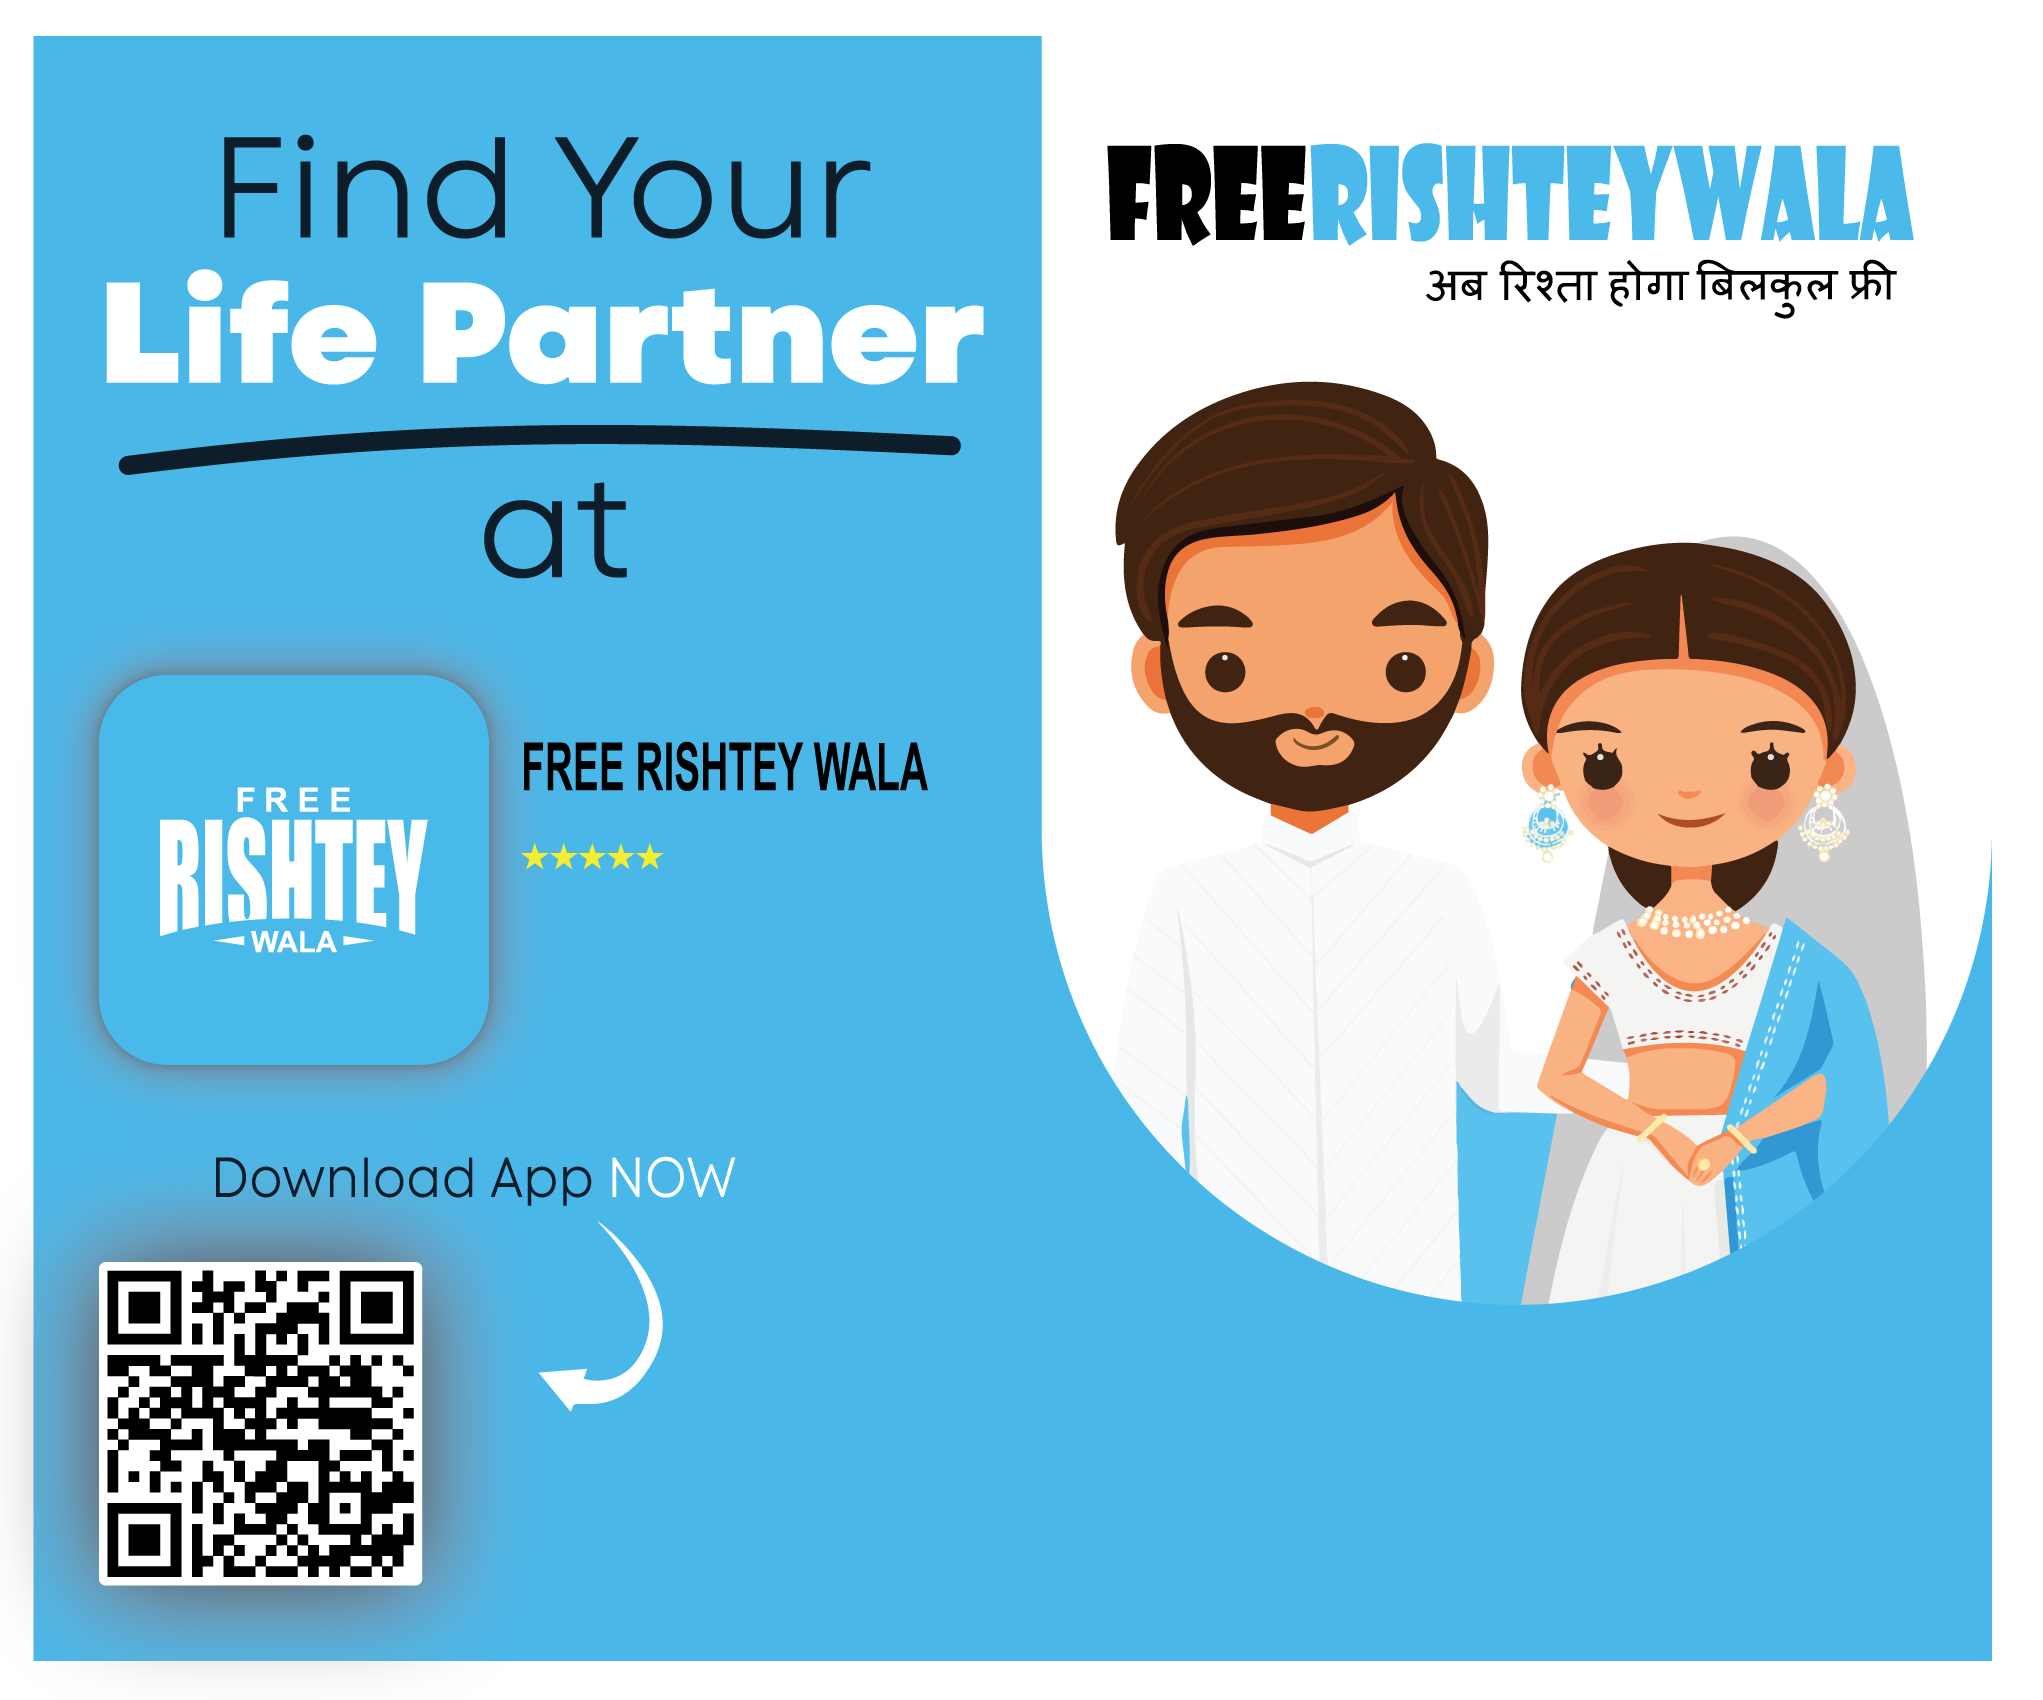 Find Your
Life Partner
at
FREE
RISHTEY
WALA
FREE RISHTEY WALA
Download App NOW
FREERISHTEYWALA
अब रिश्ता होगा बिलकुल फ्री